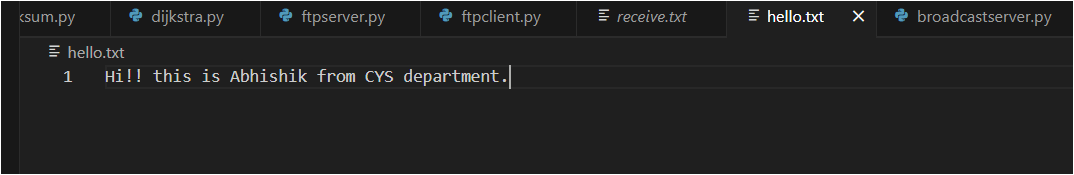 ksum.py dijkstra.py ftpserver.py ftpclient.py receive.txt hello.txt broadcastserver.py
hello.txt
1 Hi!! this is Abhishik from CYS department.